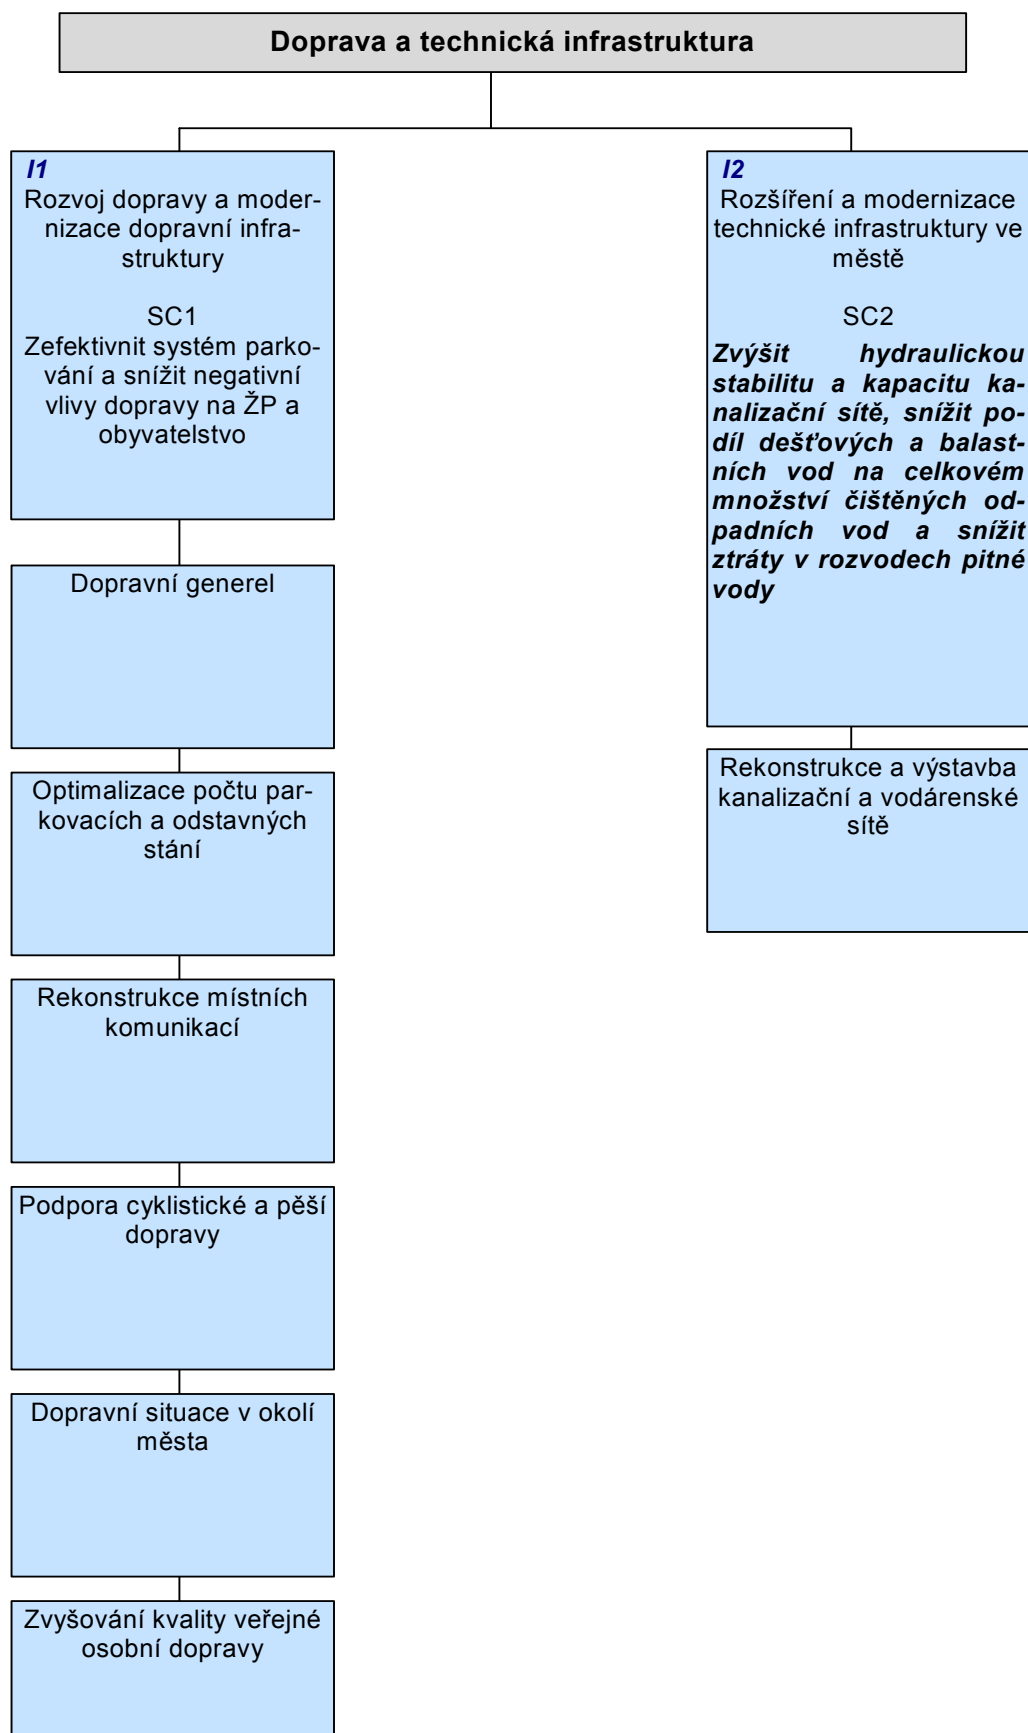 Doprava a technická infrastruktura
I1
Rozvoj dopravy a moder-
nizace dopravní infra-
struktury
SC1
Zefektivnit systém parko-
vání a snížit negativní
vlivy dopravy na ŽP a
obyvatelstvo
Dopravní generel
Optimalizace počtu par-
kovacích a odstavných
stání
Rekonstrukce místních
komunikací
Podpora cyklistické a pěší
dopravy
Dopravní situace v okolí
města
Zvyšování kvality veřejné
osobní dopravy
I2
Rozšíření a modernizace
technické infrastruktury ve
městě
SC2
Zvýšit hydraulickou
stabilitu a kapacitu ka-
nalizační sítě, snížit po-
díl dešťových a balast-
ních vod na celkovém
množství čištěných od-
padních vod a snížit
ztráty v rozvodech pitné
vody
Rekonstrukce a výstavba
kanalizační a vodárenské
sítě